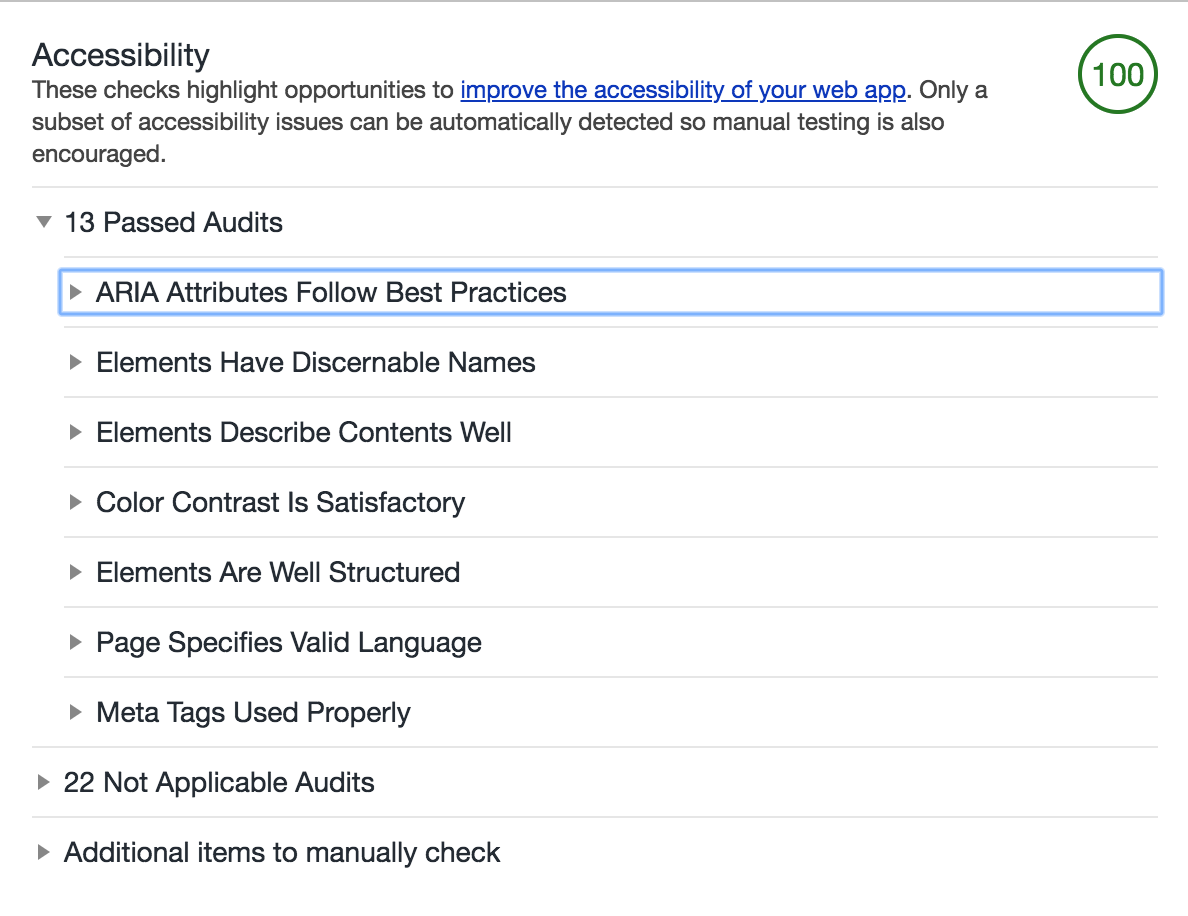 Accessibility
100
These checks highlight opportunities to improve the accessibility of your web app. Only a
subset of accessibility issues can be automatically detected so manual testing is also
encouraged.
13 Passed Audits
ARIA Attributes Follow Best Practices
Elements Have Discernable Names
Elements Describe Contents Well
Color Contrast Is Satisfactory
Elements Are Well Structured
Page Specifies Valid Language
Meta Tags Used Properly
22 Not Applicable Audits
Additional items to manually check